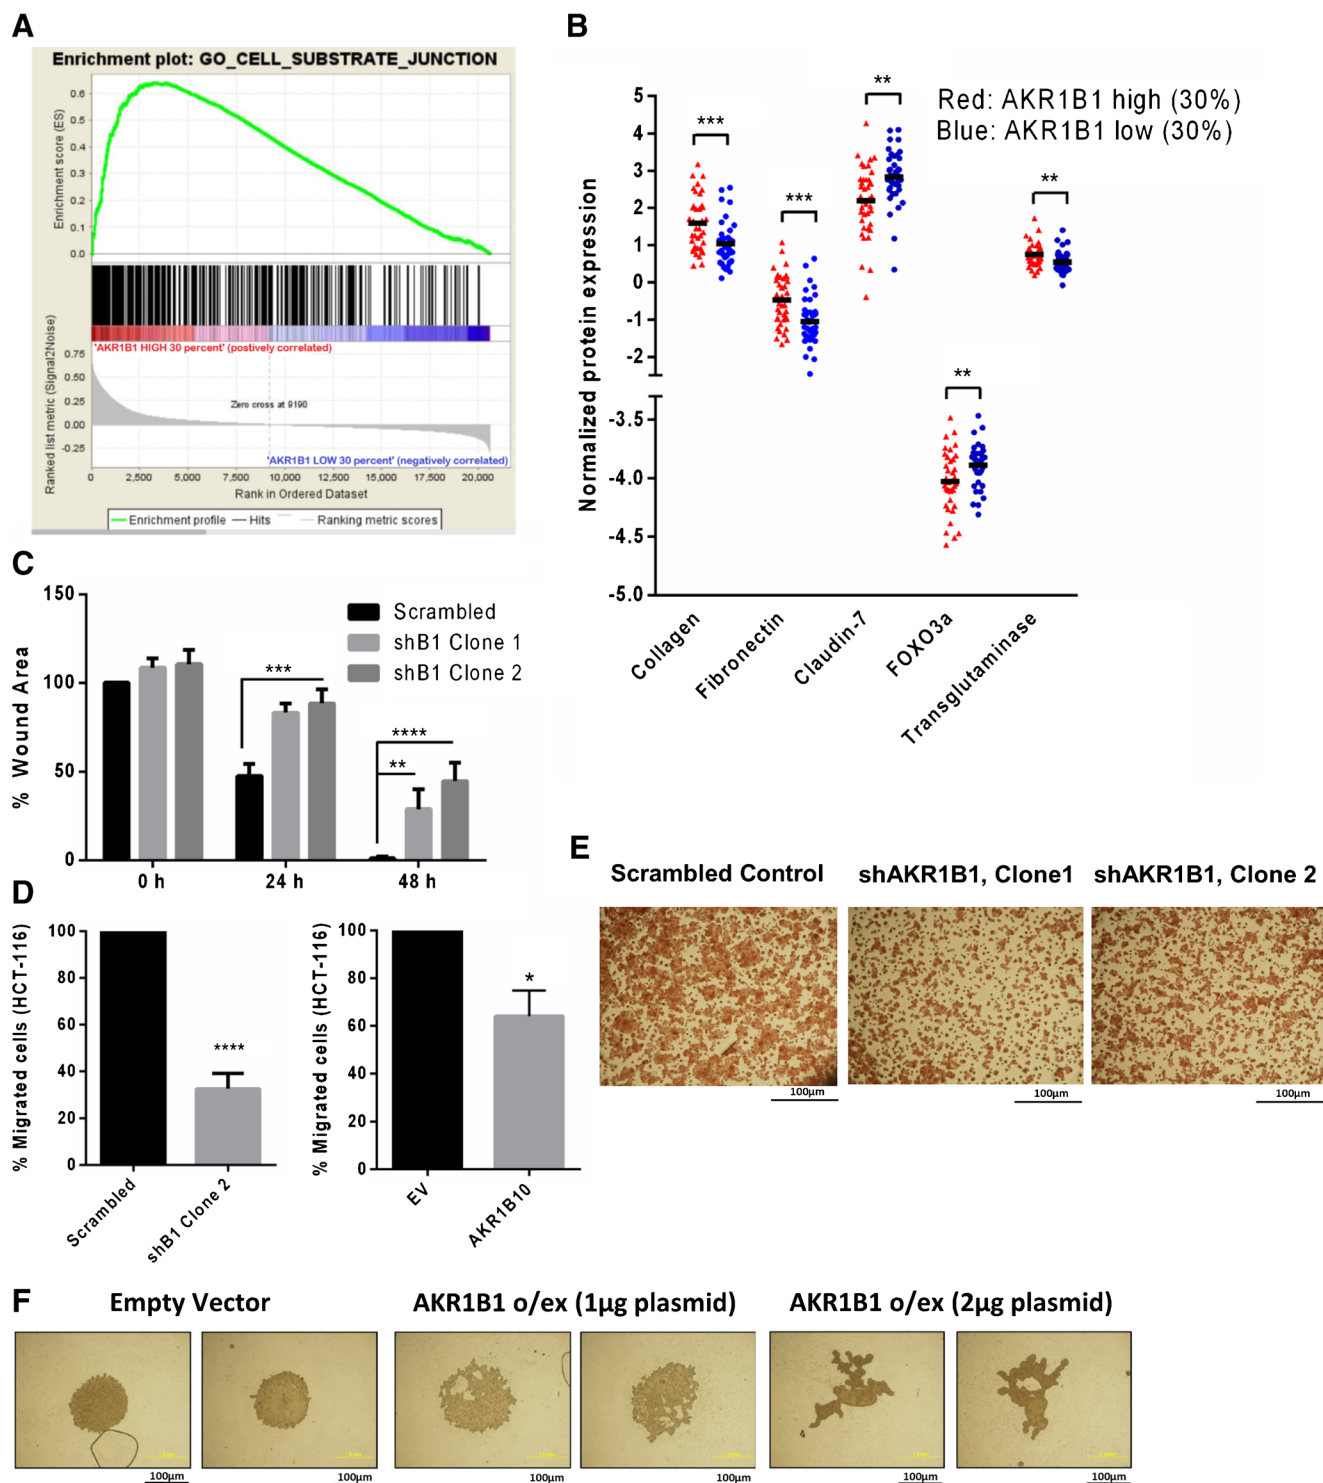 A
Enrichment plot: GO_CELL_SUBSTRATE_JUNCTION
Enrichment score (ES)
0.6
0.5
0.4
0.3
0.2
0.1
0.0
'AKR1B1 HIGH 30 percent' (postively correlated)
Ranked list metric (Signal2Noise)
0.75
0.50
0.25
0.00
-0.25
Zero cross at 9190
'AKR1B1 LOW 30 percent' (negatively correlated)
0 2,500 5,000 7,500 10,000 12,500 15,000 17,500 20,000
Rank in Ordered Dataset
Enrichment profile Hits Ranking metric scores
B
Red: AKR1B1 high (30%)
Blue: AKR1B1 low (30%)
Normalized protein expression
5
4
3
2
1
0
-1
-2
-3.5
-4.0
-4.5
-5.0
***
***
**
**
**
Collagen
Fibronectin
Claudin-7
FOXO3a
Transglutaminase
C
% Wound Area
150
100
50
0
Scrambled
shB1 Clone 1
shB1 Clone 2
***
****
**
0 h 24 h 48 h
D
% Migrated cells (HCT-116)
100
80
60
40
20
0
****
Scrambled
shB1 Clone 2
% Migrated cells (HCT-116)
100
80
60
40
20
0
*
EV
AKR1B10
E
Scrambled Control shAKR1B1, Clone1 shAKR1B1, Clone 2
100µm 100µm 100µm
F
Empty Vector AKR1B1 o/ex (1µg plasmid) AKR1B1 o/ex (2µg plasmid)
100µm 100µm 100µm 100µm 100µm 100µm